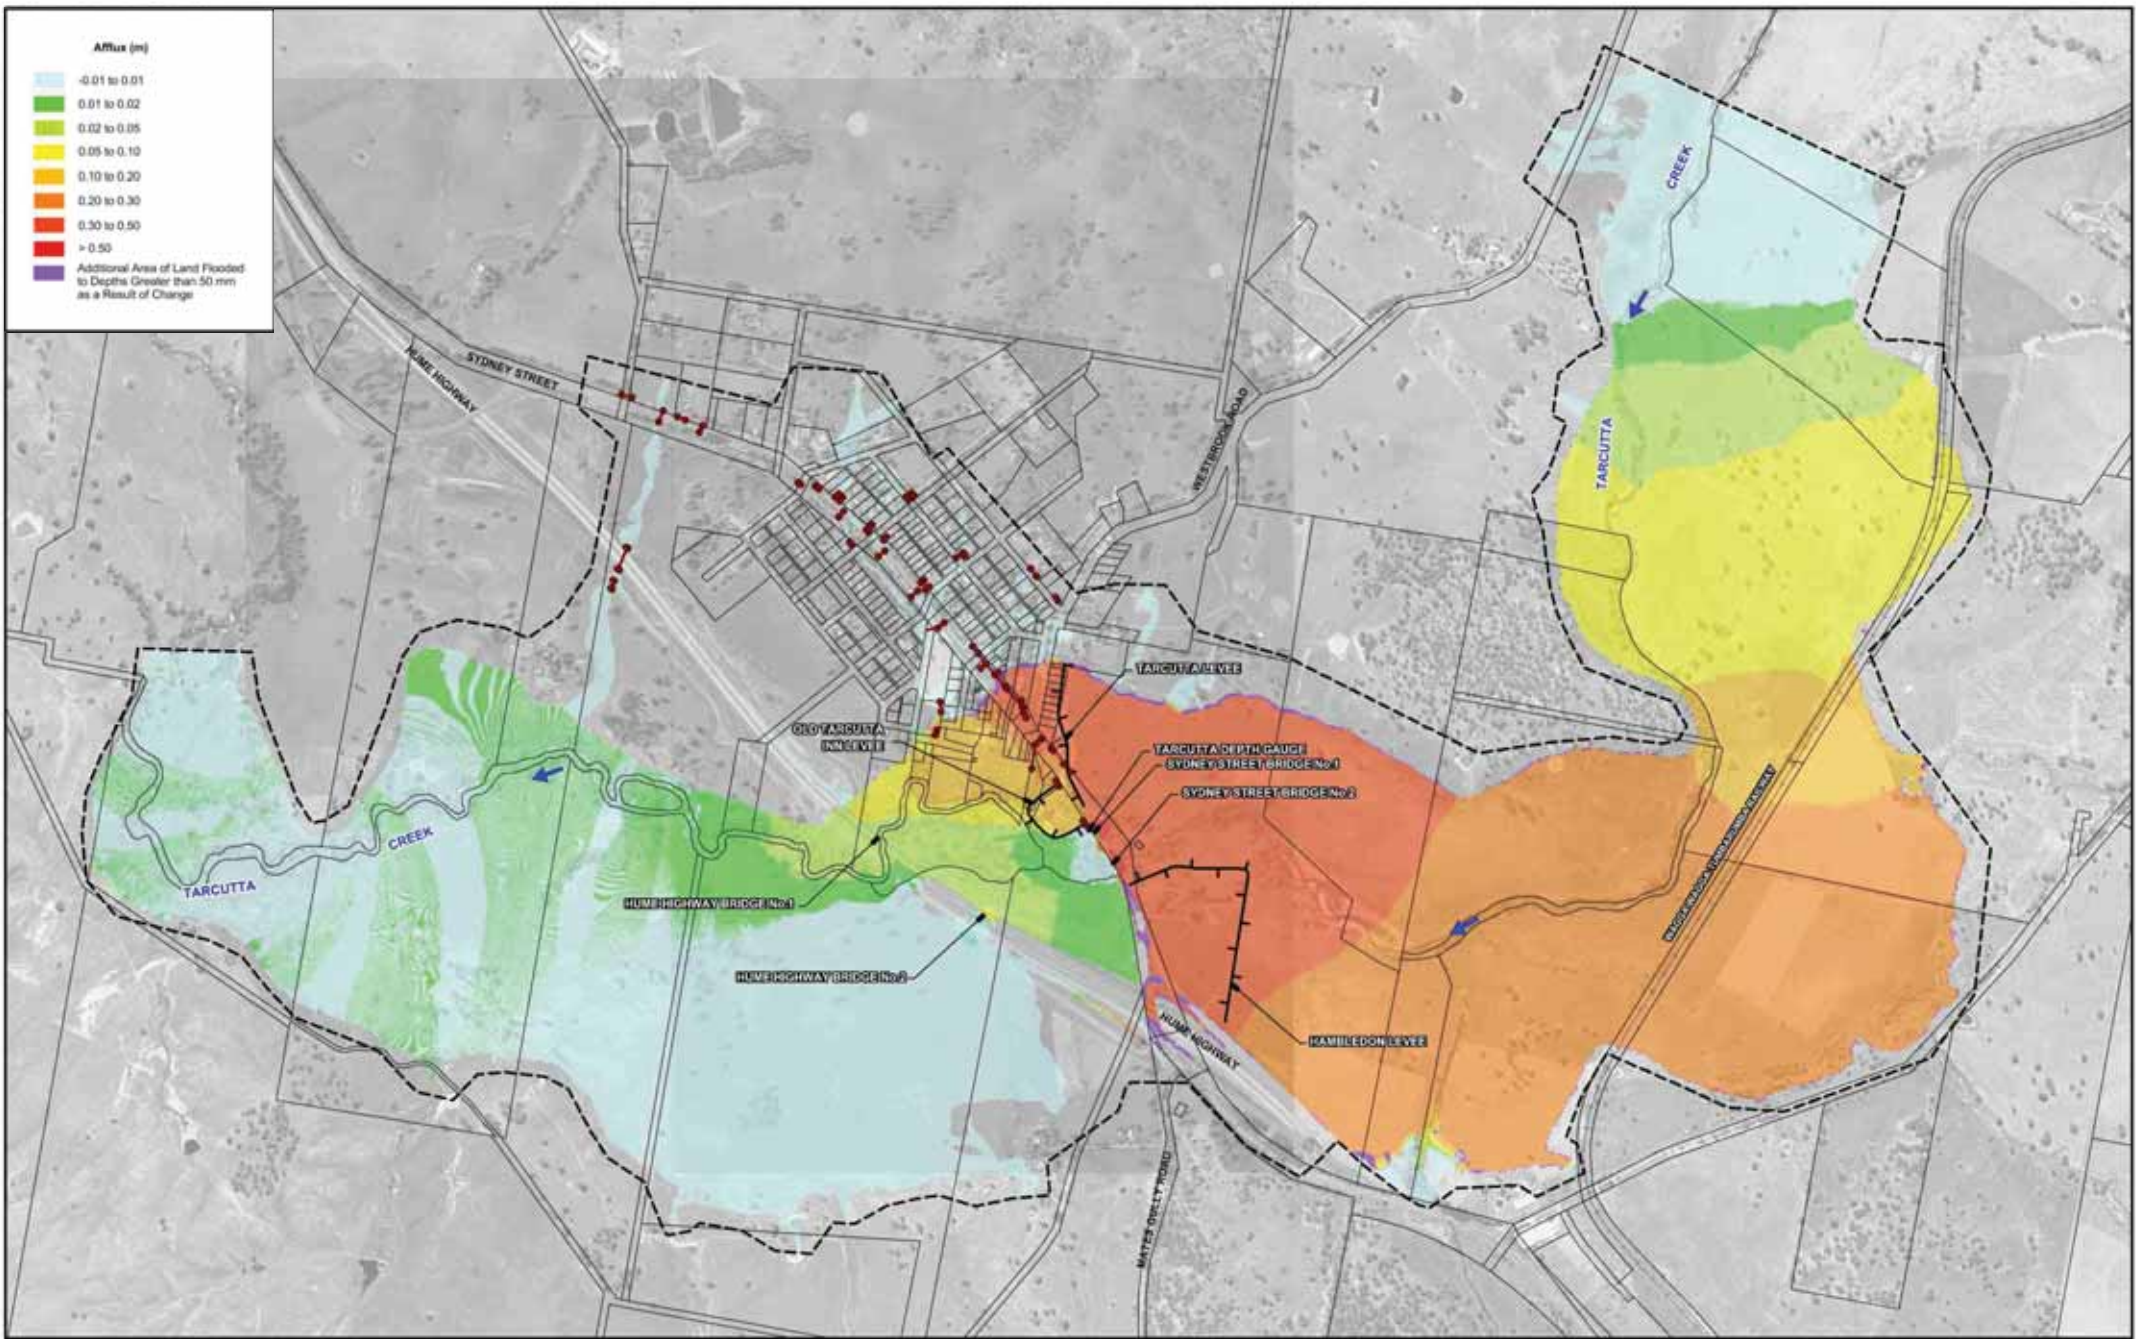 Afflux (m)
-0.01 to 0.01
0.01 to 0.02
0.02 to 0.05
0.05 to 0.10
0.10 to 0.20
0.20 to 0.30
0.30 to 0.50
> 0.50
Additional Area of Land Flooded
to Depths Greater than 50 mm
as a Result of Change
CREEK
TARCUTTA
HUME HIGHWAY
SYDNEY STREET
WESTBROOK ROAD
TARCUTTA LEVEE
OLD TARCUTTA
INN LEVEE
TARCUTTA DEPTH GAUGE
SYDNEY STREET BRIDGE No.1
SYDNEY STREET BRIDGE No.2
WAGGA WAGGA TUMBARUMBA RAILWAY
CREEK
TARCUTTA
HUME HIGHWAY BRIDGE No.1
HUME HIGHWAY BRIDGE No.2
HUME HIGHWAY
HAMBLEDON LEVEE
MATES GULLY ROAD